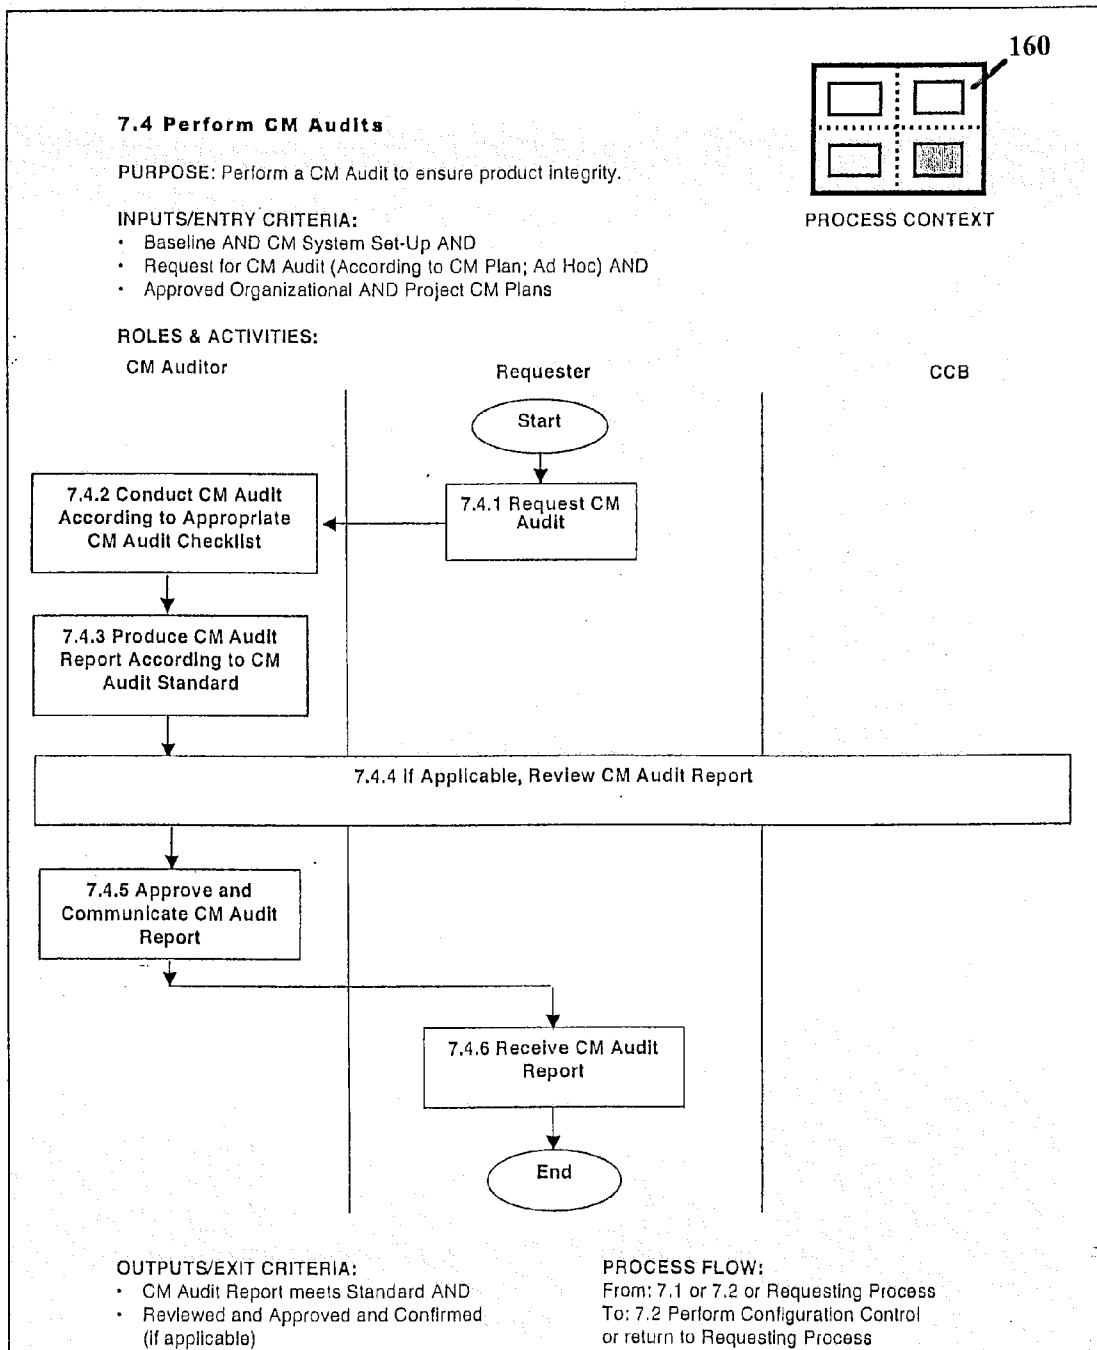 160
7.4 Perform CM Audits
PURPOSE: Perform a CM Audit to ensure product integrity.
PROCESS CONTEXT
INPUTS/ENTRY CRITERIA:
• Baseline AND CM System Set-Up AND
• Request for CM Audit (According to CM Plan; Ad Hoc) AND
• Approved Organizational AND Project CM Plans
ROLES & ACTIVITIES:
CM Auditor
Requester
CCB
Start
7.4.1 Request CM
Audit
7.4.2 Conduct CM Audit
According to Appropriate
CM Audit Checklist
7.4.3 Produce CM Audit
Report According to CM
Audit Standard
7.4.4 If Applicable, Review CM Audit Report
7.4.5 Approve and
Communicate CM Audit
Report
7.4.6 Receive CM Audit
Report
End
OUTPUTS/EXIT CRITERIA:
• CM Audit Report meets Standard AND
• Reviewed and Approved and Confirmed
(if applicable)
PROCESS FLOW:
From: 7.1 or 7.2 or Requesting Process
To: 7.2 Perform Configuration Control
or return to Requesting Process